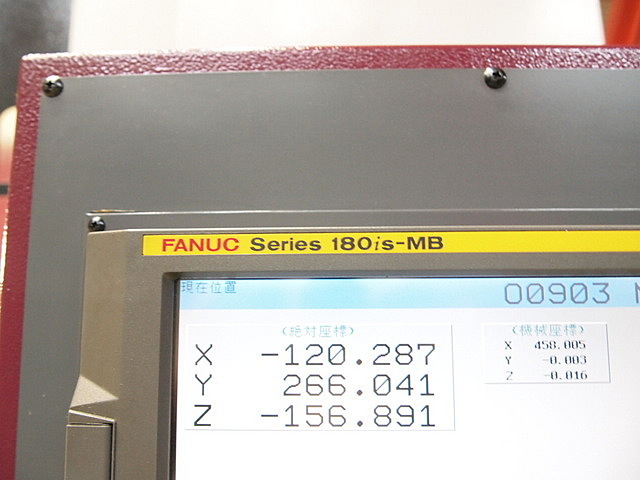 FANUC Series 180is-MB
現在位置
O0903 N
(絶対座標)
X -120.287
Y 266.041
Z -156.891
(機械座標)
X 458.005
Y -0.003
Z -0.016